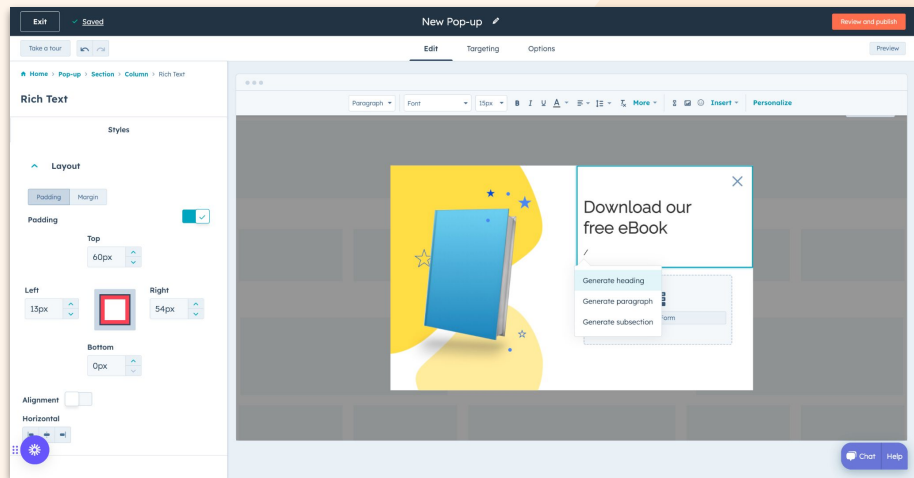 Exit
Saved
New Pop-up
Review and publish
Take a tour
Edit
Targeting
Options
Preview
Home > Pop-up > Section > Column > Rich Text
Rich Text
Styles
Layout
Padding
Margin
Padding
Top
60px
Left
13px
Right
54px
Bottom
0px
Alignment
Horizontal
Paragraph
Font
15px
B
I
U
A
More
Insert
Personalize
Download our
free eBook
/
Generate heading
Generate paragraph
Generate subsection
Form
Chat
Help